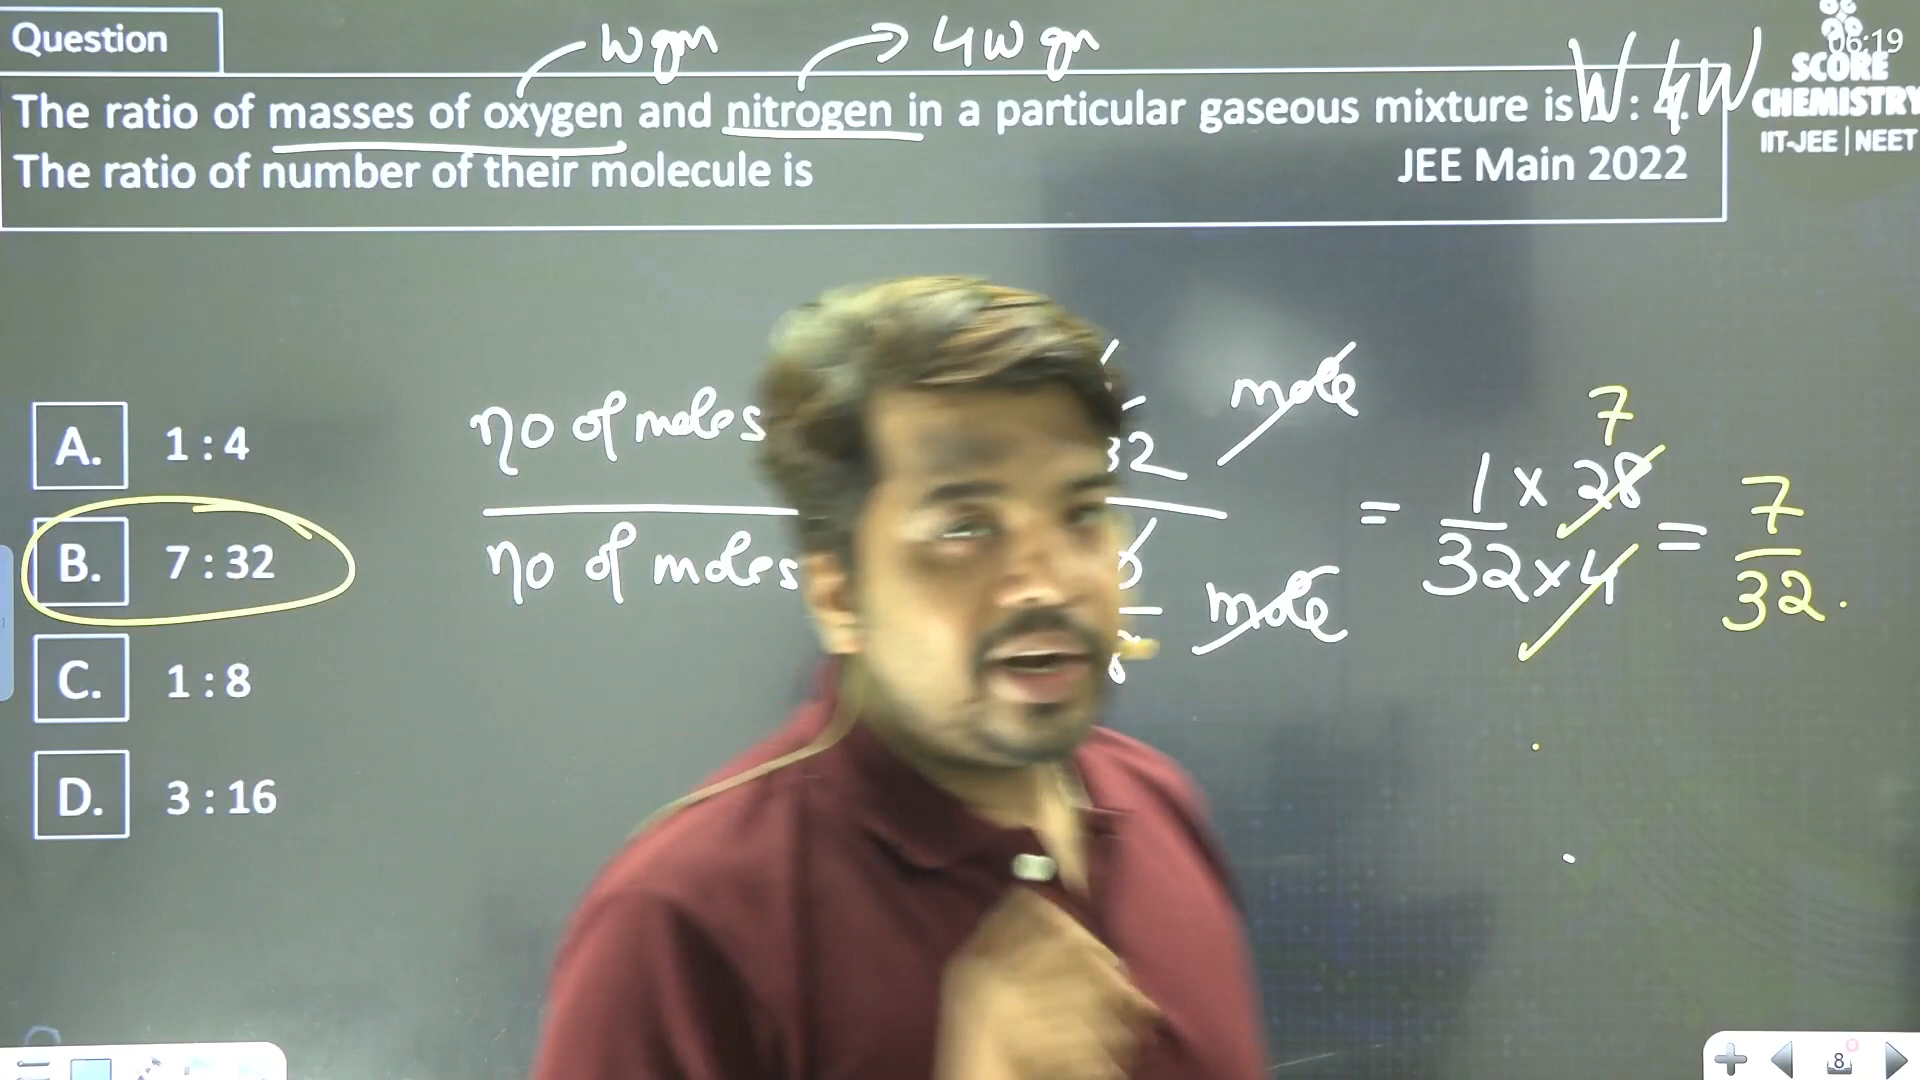 Question
W gm
4W gm
06:19
SCORE
CHEMISTRY
IIT-JEE | NEET
The ratio of masses of oxygen and nitrogen in a particular gaseous mixture is : 4.
W 4W
The ratio of number of their molecule is
JEE Main 2022
A. 1 : 4
B. 7 : 32
C. 1 : 8
D. 3 : 16
no of moles
32 mole
no of moles
mole
= 1 x 28 7
32 x 4
= 7
32.
8